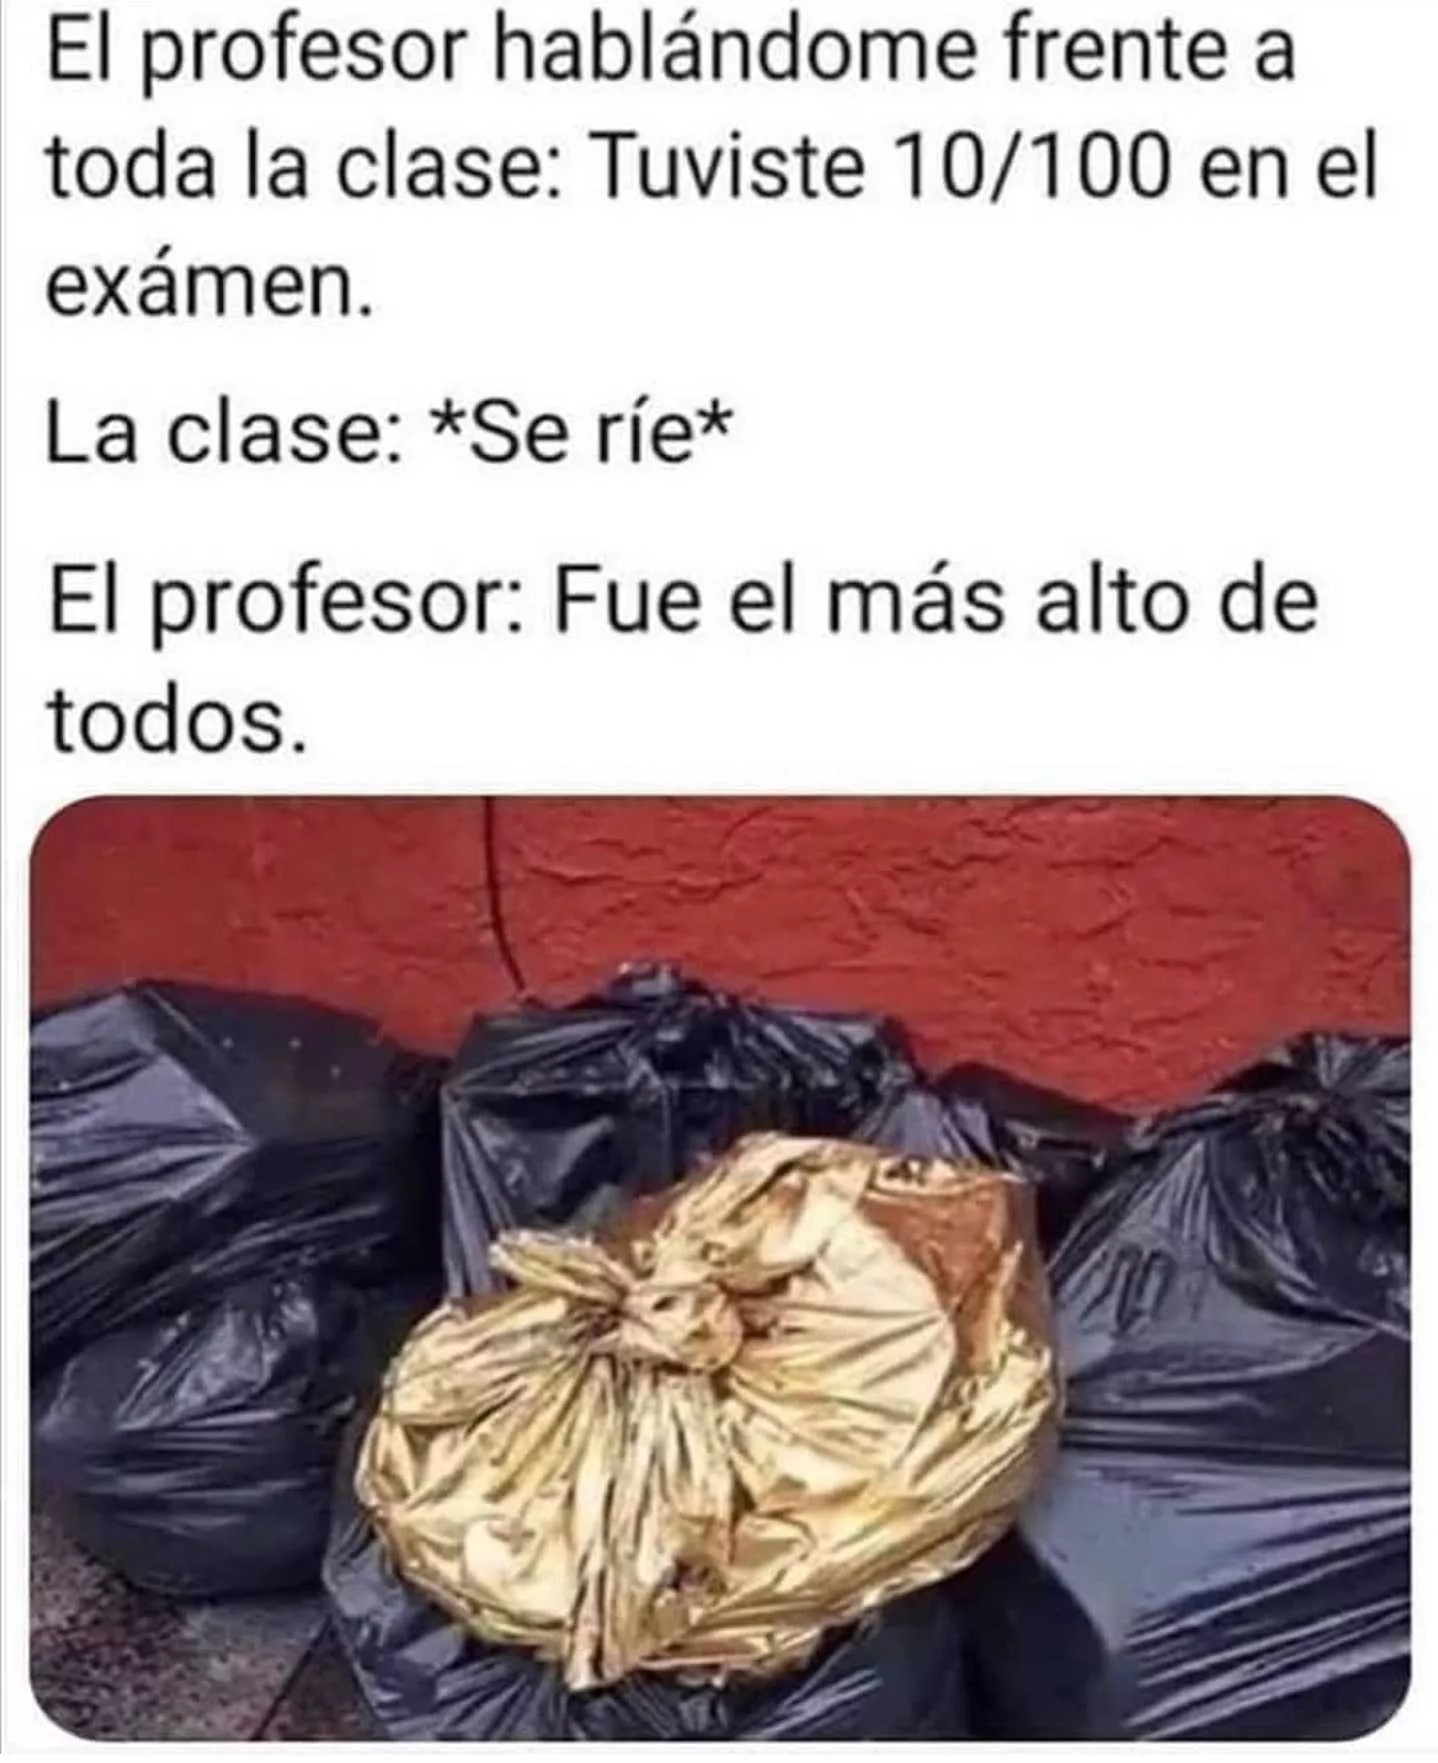 El profesor hablándome frente a
toda la clase: Tuviste 10/100 en el
exámen.
La clase: *Se ríe*
El profesor: Fue el más alto de
todos.